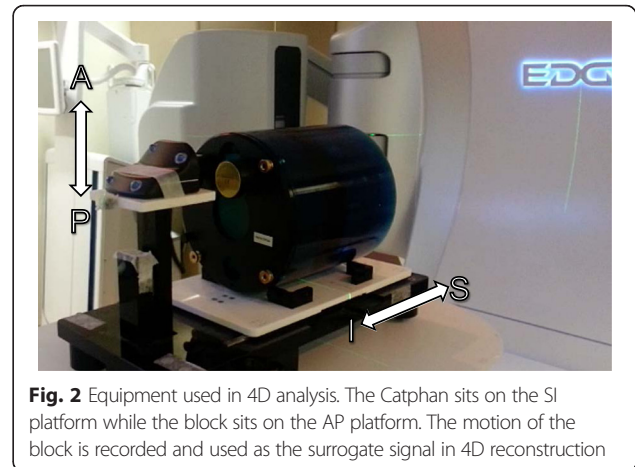 A
P
EDG
S
I
Fig. 2 Equipment used in 4D analysis. The Catphan sits on the SI
platform while the block sits on the AP platform. The motion of the
block is recorded and used as the surrogate signal in 4D reconstruction